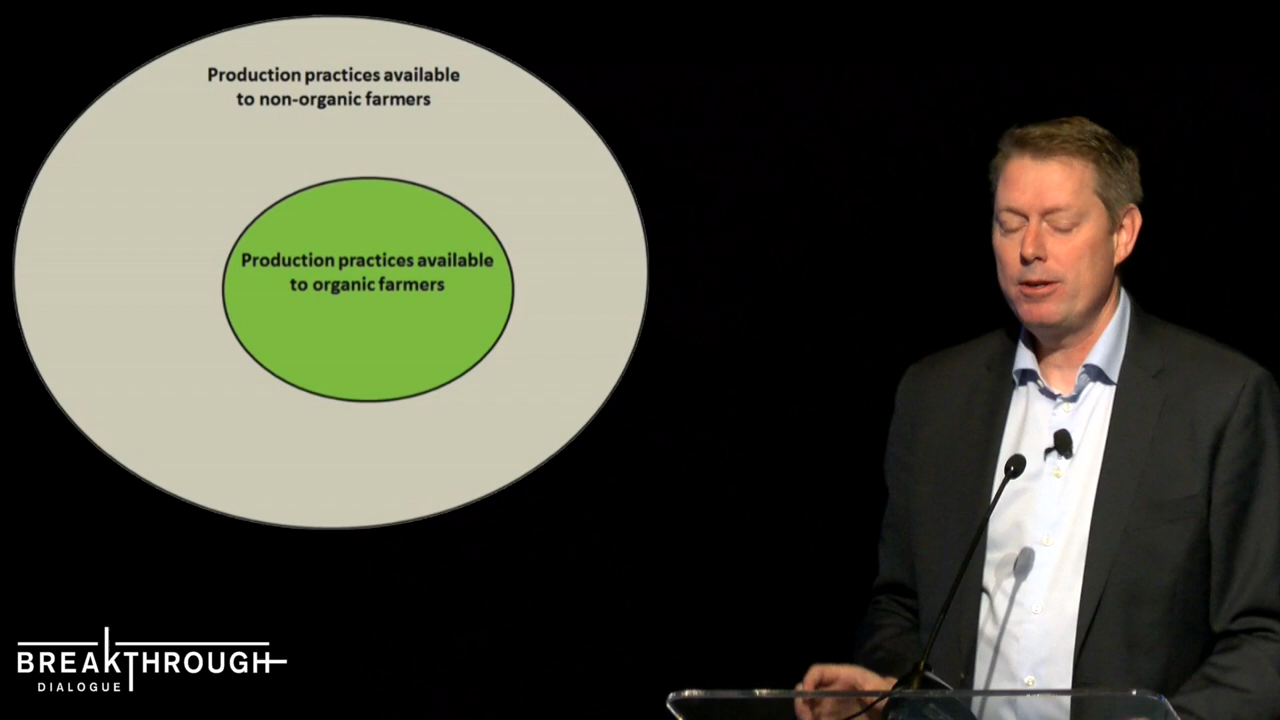 Production practices available
to non-organic farmers
Production practices available
to organic farmers
BREAKTHROUGH
DIALOGUE